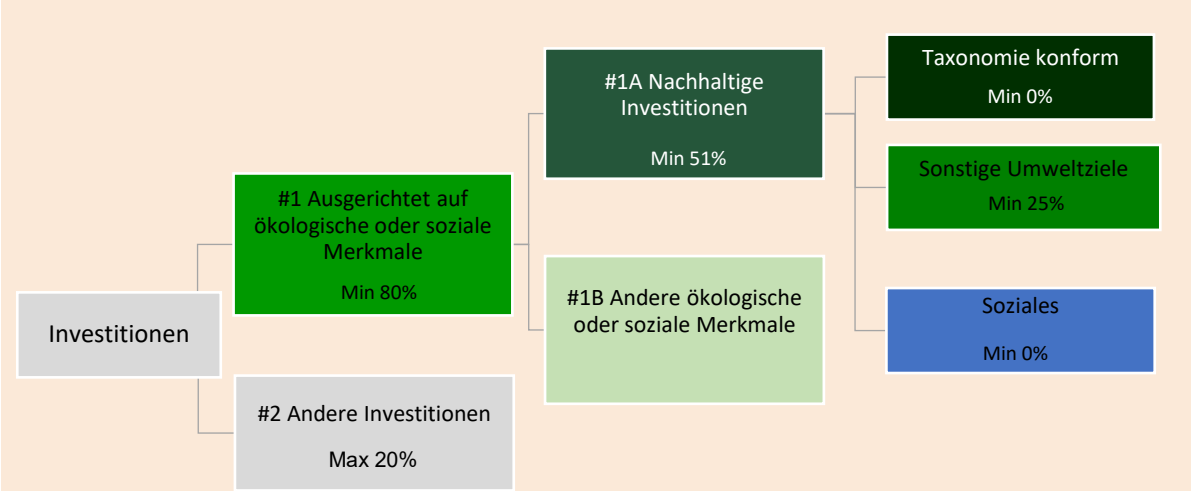 Investitionen
#1 Ausgerichtet auf
ökologische oder soziale
Merkmale
Min 80%
#2 Andere Investitionen
Max 20%
#1A Nachhaltige
Investitionen
Min 51%
#1B Andere ökologische
oder soziale Merkmale
Taxonomie konform
Min 0%
Sonstige Umweltziele
Min 25%
Soziales
Min 0%